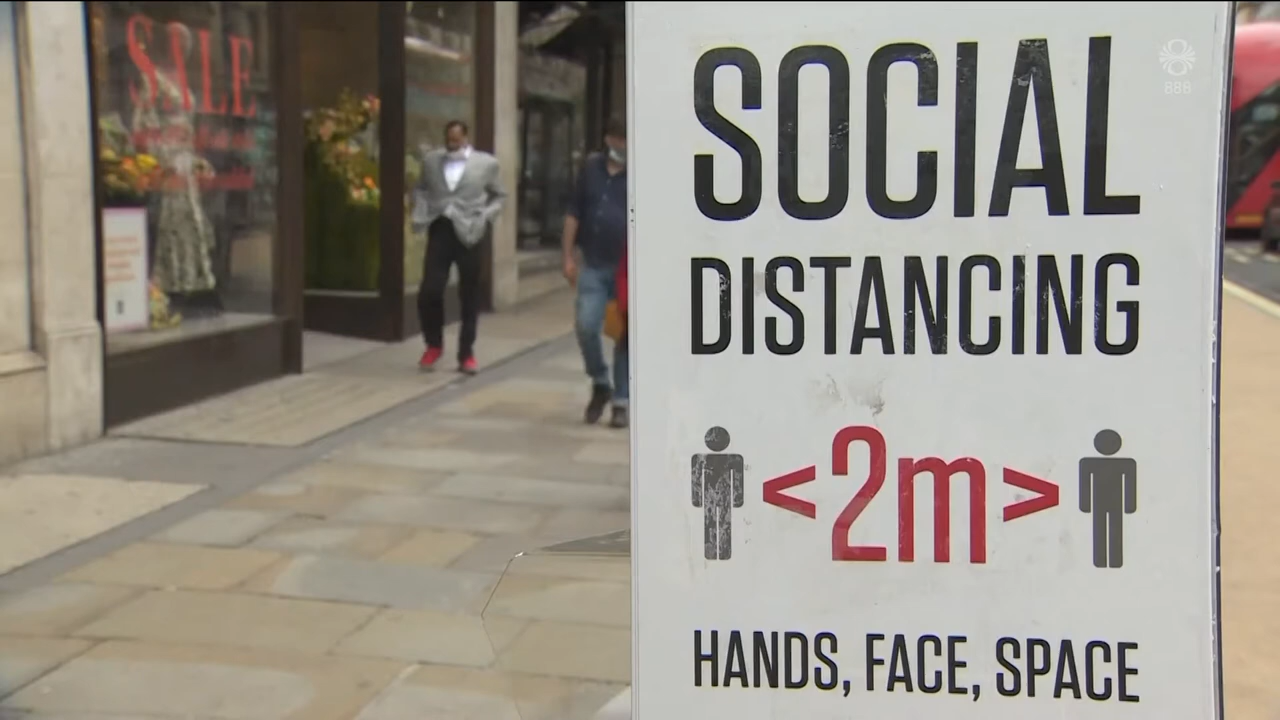 SALE
SOCIAL
DISTANCING
<2m>
HANDS, FACE, SPACE
888